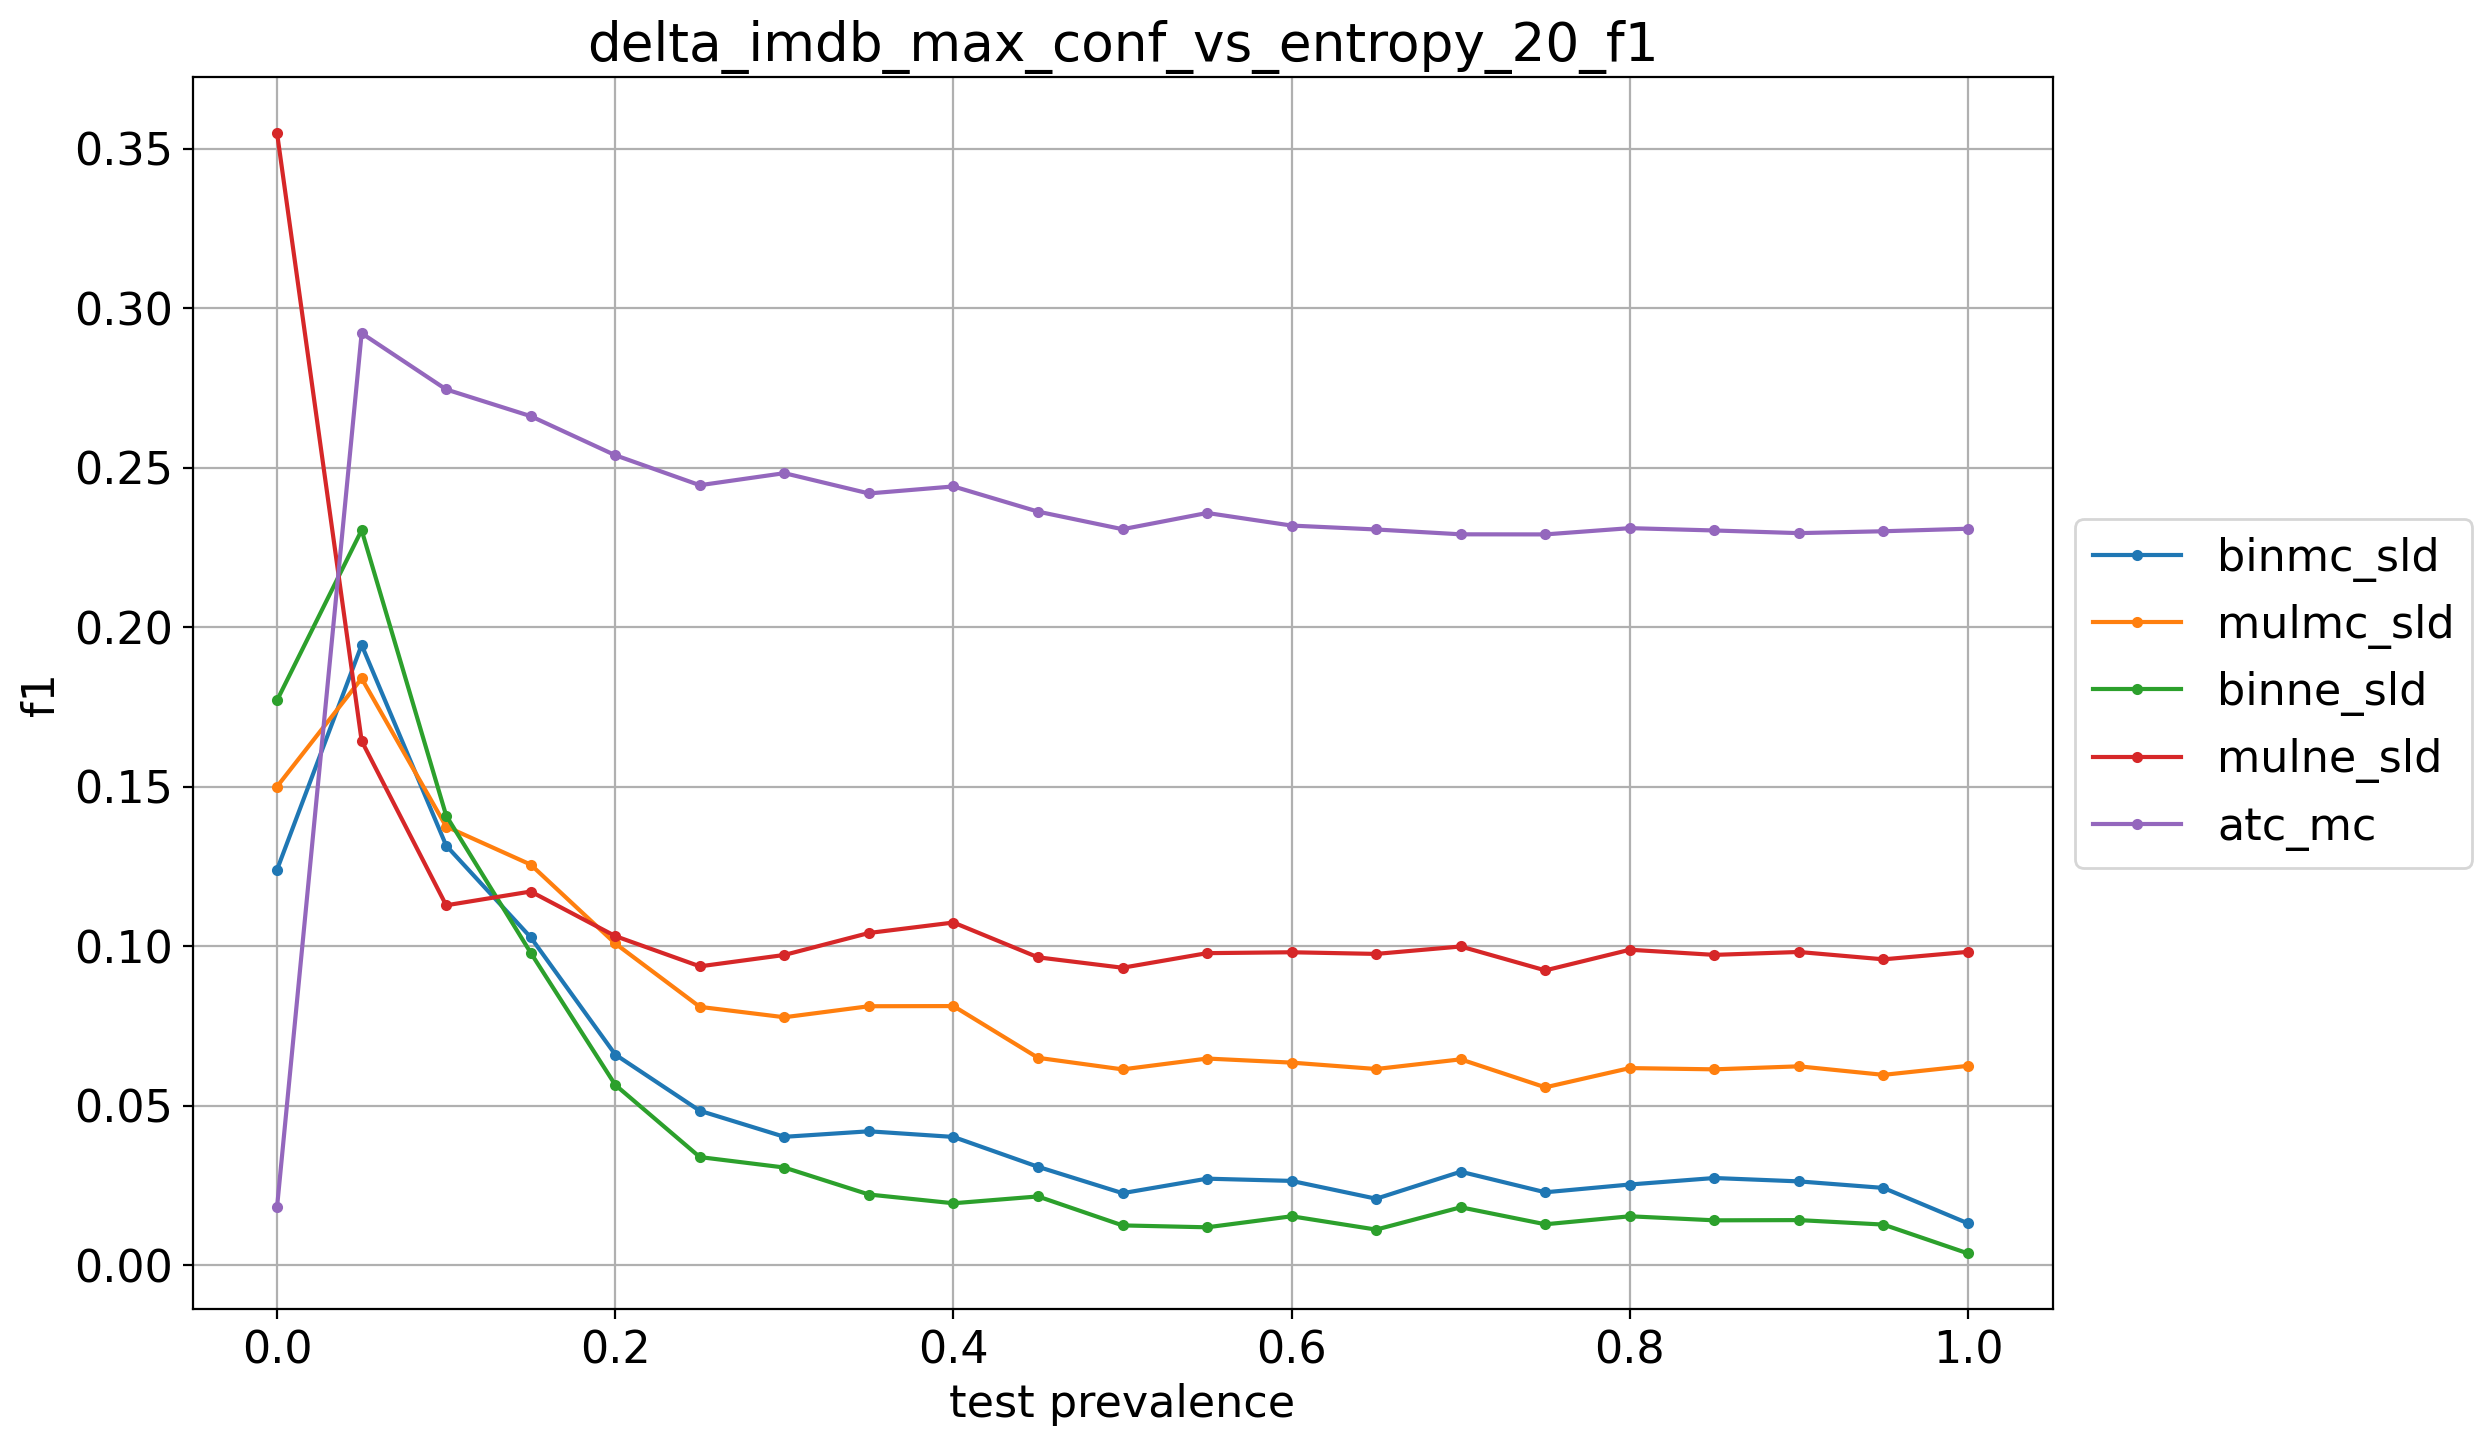 delta_imdb_max_conf_vs_entropy_20_f1
0.35
0.30
0.25
0.20
0.15
0.10
0.05
0.00
f1
0.0 0.2 0.4 0.6 0.8 1.0
test prevalence
binmc_sld
mulmc_sld
binne_sld
mulne_sld
atc_mc